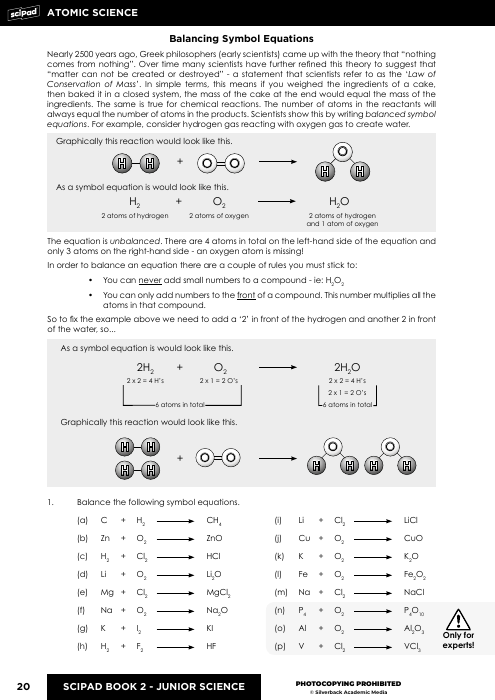 scipad ATOMIC SCIENCE
Balancing Symbol Equations
Nearly 2500 years ago, Greek philosophers (early scientists) came up with the theory that “nothing
comes from nothing”. Over time many scientists have further refined this theory to suggest that
“matter can not be created or destroyed” - a statement that scientists refer to as the ‘Law of
Conservation of Mass’. In simple terms, this means if you weighed the ingredients of a cake,
then baked it in a closed system, the mass of the cake at the end would equal the mass of the
ingredients. The same is true for chemical reactions. The number of atoms in the reactants will
always equal the number of atoms in the products. Scientists show this by writing balanced symbol
equations. For example, consider hydrogen gas reacting with oxygen gas to create water.
Graphically this reaction would look like this.
H H + O O O H H
As a symbol equation is would look like this.
H₂ + O₂ H₂O
2 atoms of hydrogen 2 atoms of oxygen 2 atoms of hydrogen
and 1 atom of oxygen
The equation is unbalanced. There are 4 atoms in total on the left-hand side of the equation and
only 3 atoms on the right-hand side - an oxygen atom is missing!
In order to balance an equation there are a couple of rules you must stick to:
• You can never add small numbers to a compound - ie: H₂O₂
• You can only add numbers to the front of a compound. This number multiplies all the
atoms in that compound.
So to fix the example above we need to add a ‘2’ in front of the hydrogen and another 2 in front
of the water, so...
As a symbol equation is would look like this.
2H₂ + O₂ 2H₂O
2 x 2 = 4 H's 2 x 1 = 2 O's 2 x 2 = 4 H's
2 x 1 = 2 O's
6 atoms in total 6 atoms in total
Graphically this reaction would look like this.
H H O O
H H + O O H H H H
1. Balance the following symbol equations.
(a) C + H₂ CH₄
(b) Zn + O₂ ZnO
(c) H₂ + Cl₂ HCl
(d) Li + O₂ Li₂O
(e) Mg + Cl₂ MgCl₂
(f) Na + O₂ Na₂O
(g) K + I₂ KI
(h) H₂ + F₂ HF
(i) Li + Cl₂ LiCl
(j) Cu + O₂ CuO
(k) K + O₂ K₂O
(l) Fe + O₂ Fe₂O₂
(m) Na + Cl₂ NaCl
(n) P₄ + O₂ P₄O₁₀
(o) Al + O₂ Al₂O₃
(p) V + Cl₂ VCl₃
Only for
experts!
20 SCIPAD BOOK 2 - JUNIOR SCIENCE
PHOTOCOPYING PROHIBITED
© Silverback Academic Media